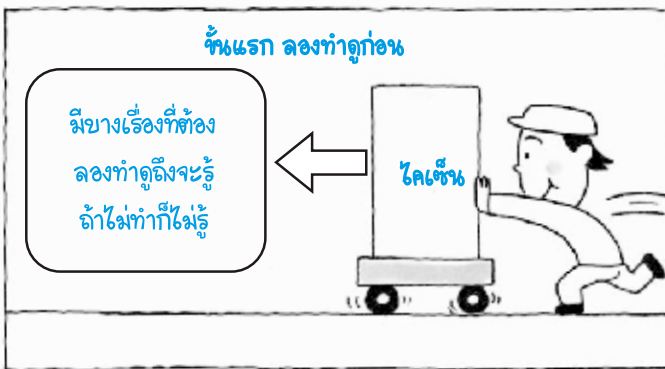 ขั้นแรก ลองทำดูก่อน
มีบางเรื่องที่ต้อง
ลองทำดูถึงจะรู้
ถ้าไม่ทำก็ไม่รู้
ไคเซ็น